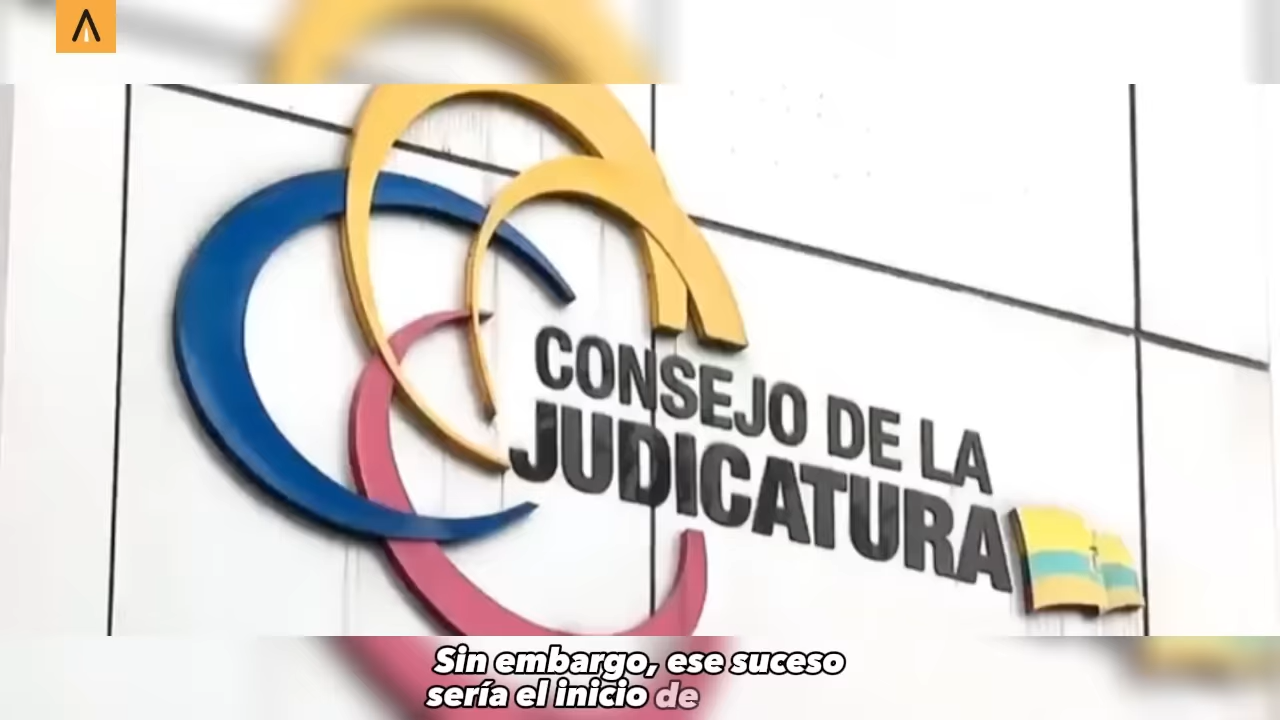 CONSEJO DE LA
JUDICATURA
Sin embargo, ese suceso
sería el inicio de